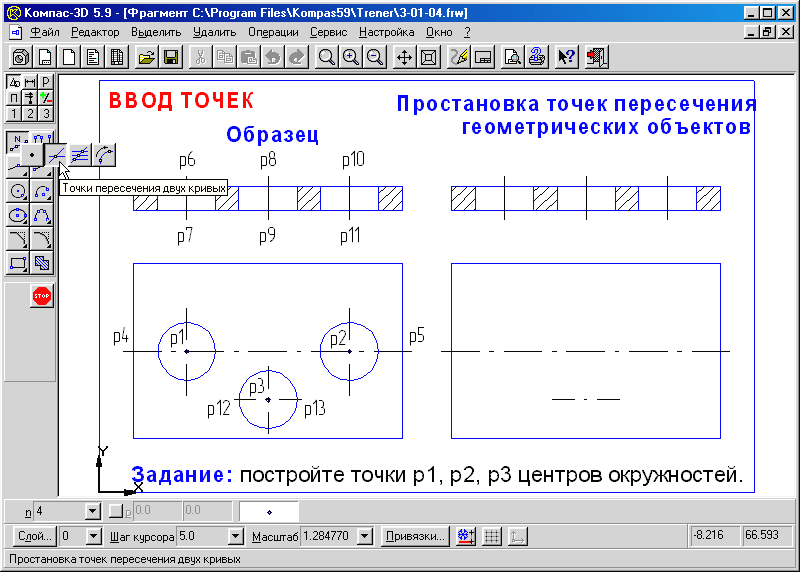 Компас-3D 5.9 - [Фрагмент C:\Program Files\Kompas59\Trener\3-01-04.frw]
Файл Редактор Выделить Удалить Операции Сервис Настройка Окно ?
1 2 3
ВВОД ТОЧЕК
Образец
Простановка точек пересечения
геометрических объектов
p6 p8 p10
Точки пересечения двух кривых
p7 p9 p11
p4 p1 p2 p5
p3
p12 p13
STOP
Y
X
Задание: постройте точки p1, p2, p3 центров окружностей.
n 4 p 0.0 0.0
Слой... 0 Шаг курсора 5.0 Масштаб 1.284770 Привязки... -8.216 66.593
Простановка точек пересечения двух кривых